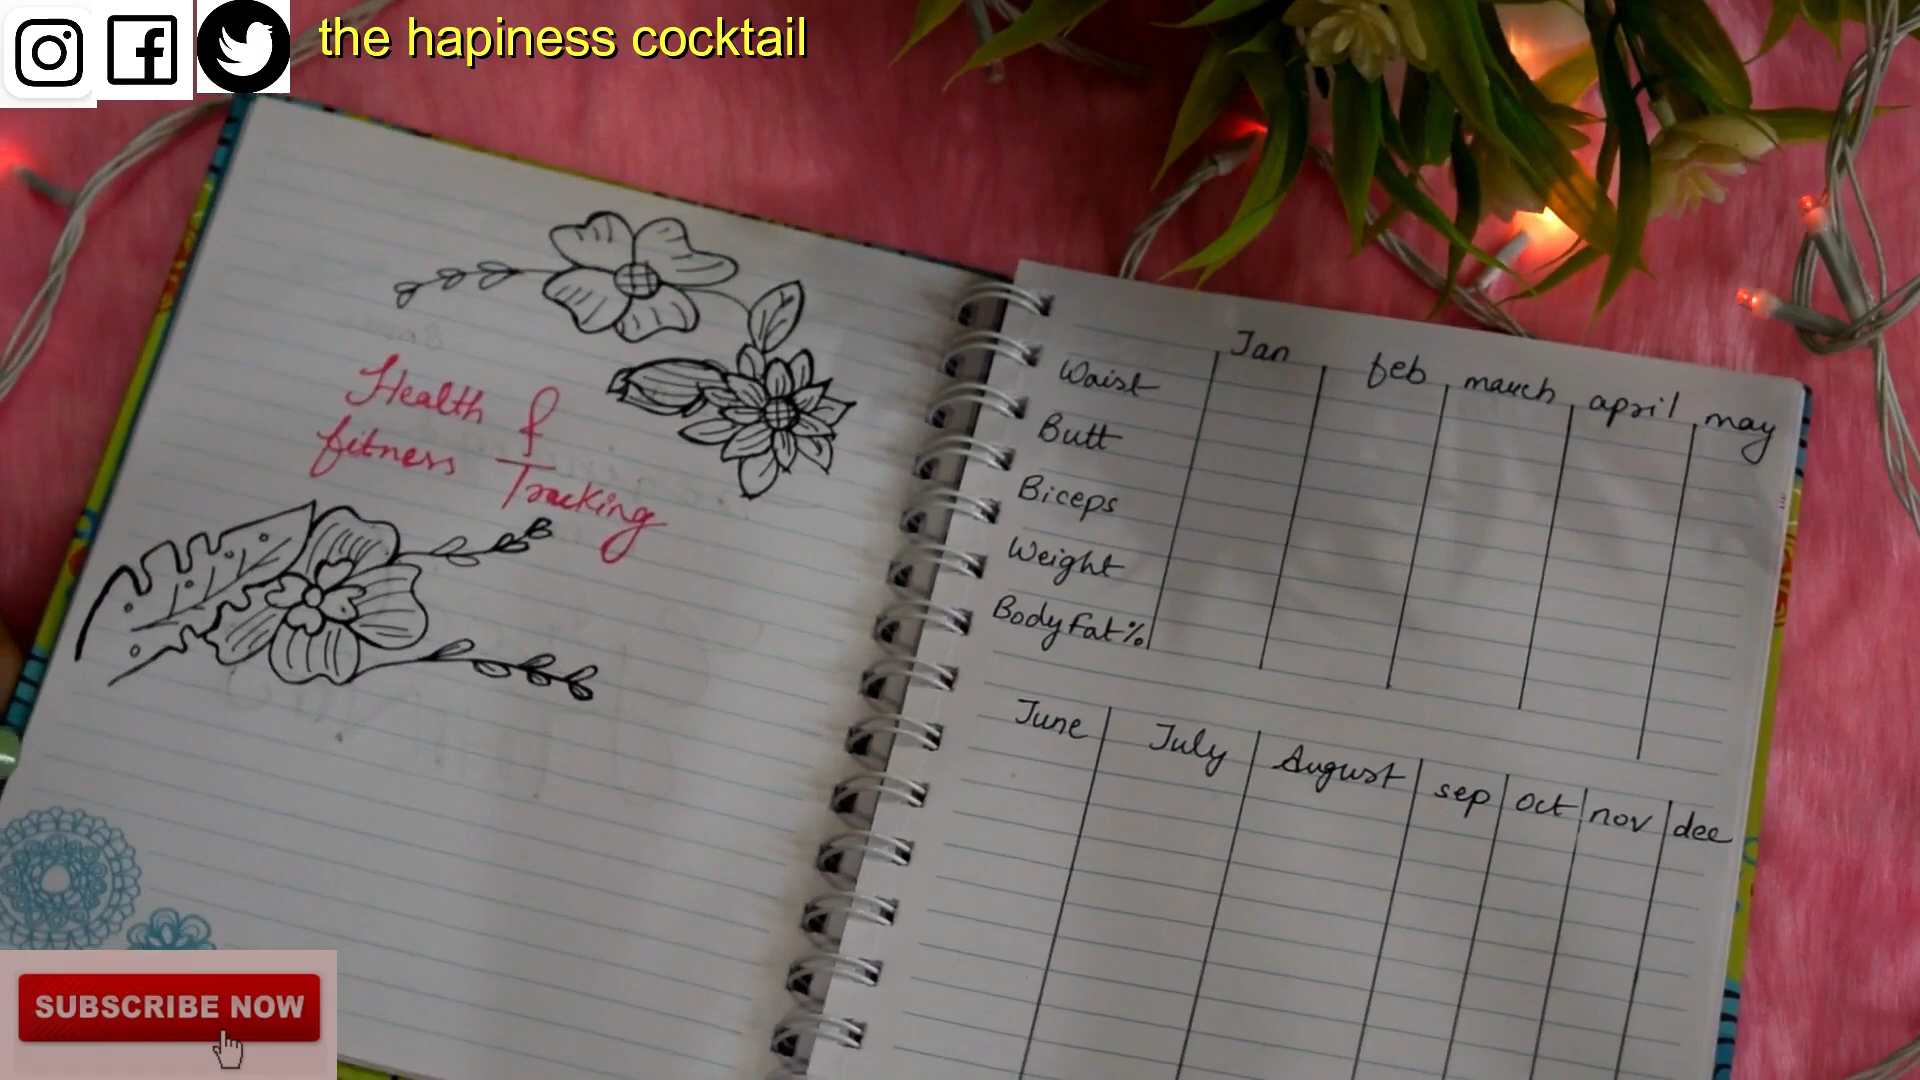 the hapiness cocktail
Health &
fitness Tracking
Jan feb march april may
Waist
Butt
Biceps
Weight
Body Fat %
June July August sep oct nov dec
SUBSCRIBE NOW